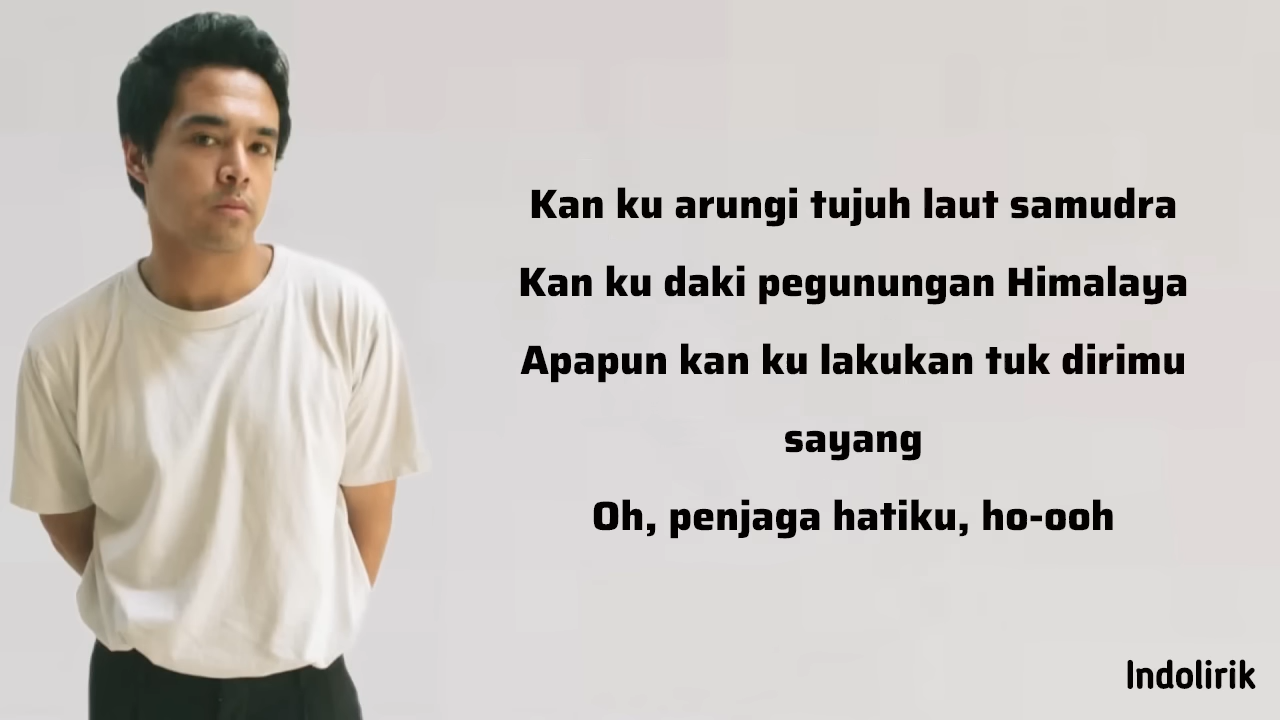 Kan ku arungi tujuh laut samudra
Kan ku daki pegunungan Himalaya
Apapun kan ku lakukan tuk dirimu
sayang
Oh, penjaga hatiku, ho-ooh
Indolirik